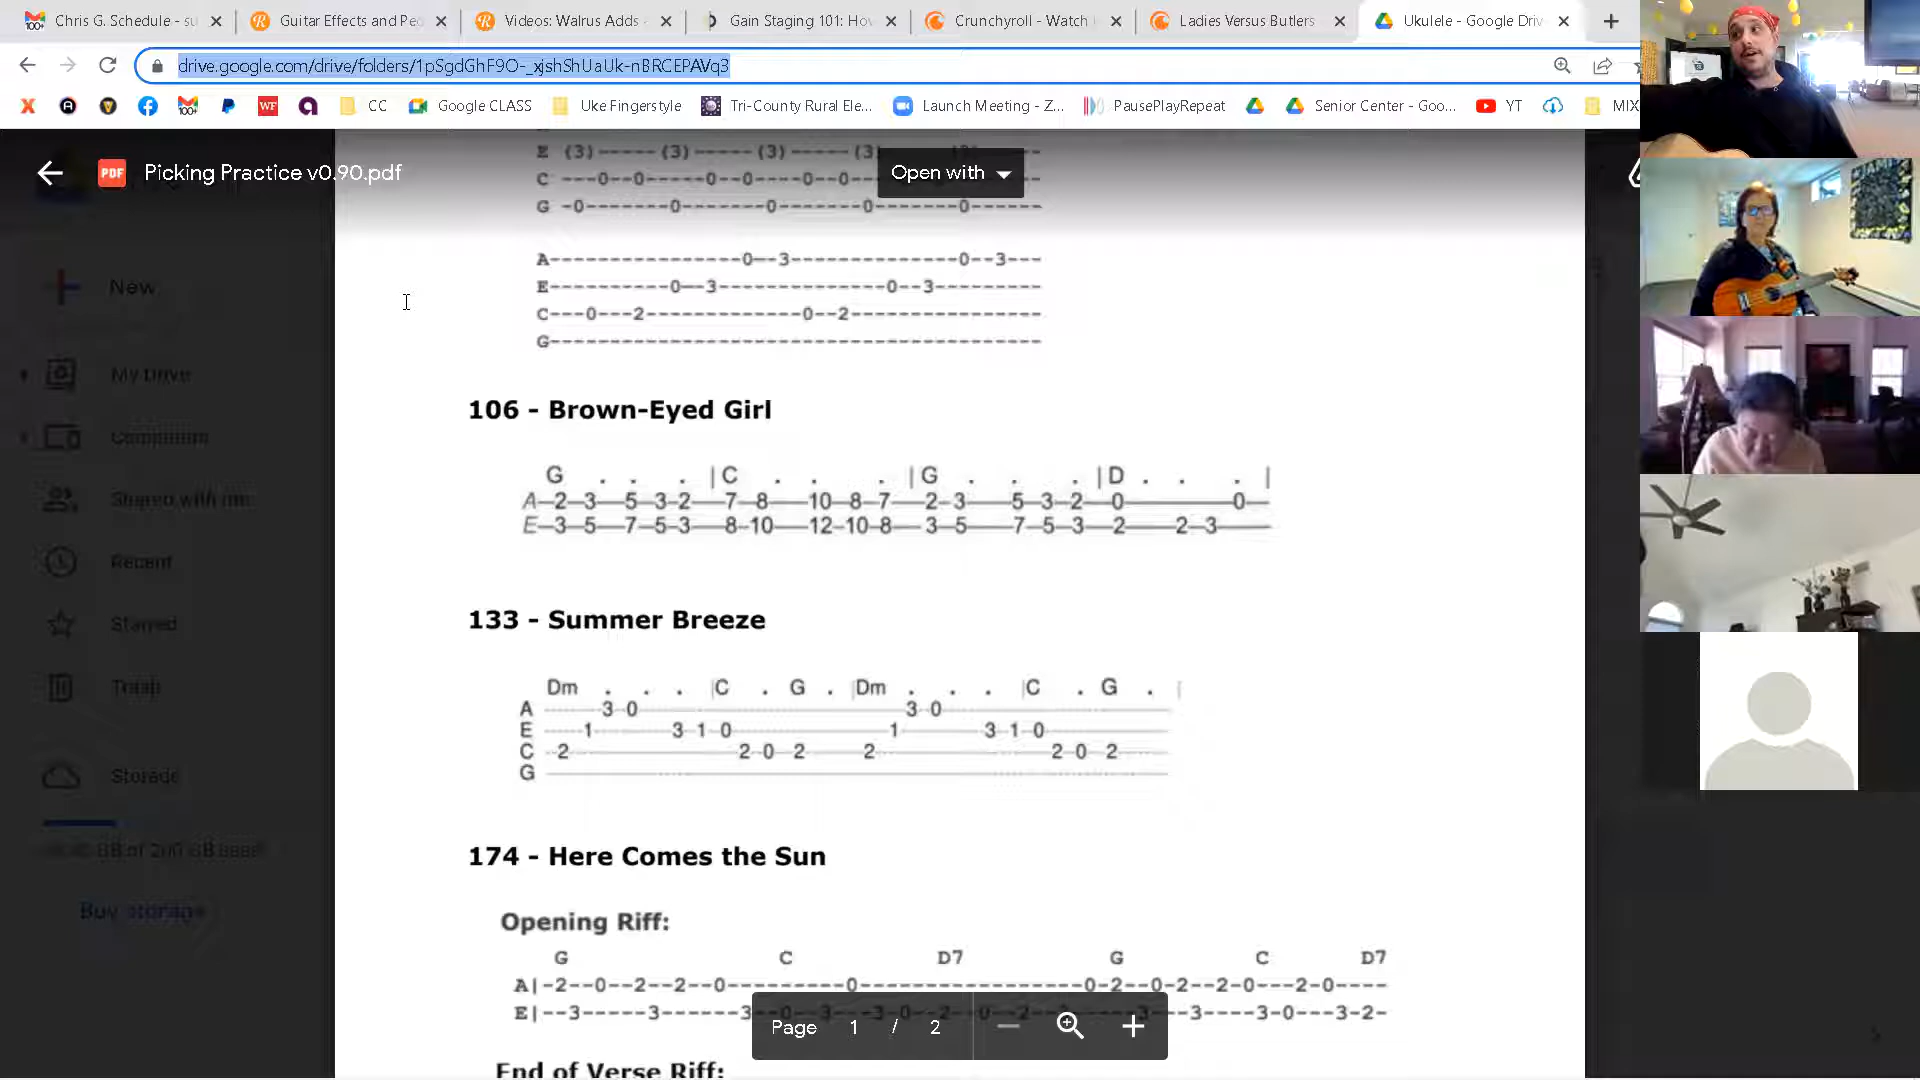 Chris G. Schedule - su
Guitar Effects and Ped
Videos: Walrus Adds
Gain Staging 101: Ho
Crunchyroll - Watch
Ladies Versus Butlers
Ukulele - Google Driv
drive.google.com/drive/folders/1pSgdGhF9O-_xjshShUaUk-nBRCEPAVq3
CC
Google CLASS
Uke Fingerstyle
Tri-County Rural Ele...
Launch Meeting - Z...
PausePlayRepeat
Senior Center - Goo...
YT
MIX
PDF
Picking Practice v0.90.pdf
Open with
New
My Drive
Computers
Shared with me
Recent
Starred
Trash
Storage
Buy storage
E (3)-----(3)-----(3)-----(3)
C ---0--0----0--0----0--0
G -0-------0-------0-------0-------0------
A----------------0--3--------------0--3---
E----------0--3--------------0--3---------
C---0---2-------------0--2----------------
G-----------------------------------------
106 - Brown-Eyed Girl
G . . . |C . . . |G . . . |D . . . |
A-2-3--5-3-2--7-8--10-8-7--2-3--5-3-2--0--------0-
E-3-5--7-5-3--8-10--12-10-8--3-5--7-5-3--2---2-3---
133 - Summer Breeze
Dm . . . |C . G . |Dm . . . |C . G . |
A -----3-0----------------------3-0----------------
E ---1-----3-1-0--------------1-----3-1-0----------
C -2--------------2-0-2-----2--------------2-0-2---
G -------------------------------------------------
174 - Here Comes the Sun
Opening Riff:
G C D7 G C D7
A|-2--0--2--2--0----------0-------------------0-2--0-2--2-0---2-0----
E|--3-----3------3
Page 1 / 2
End of Verse Riff: